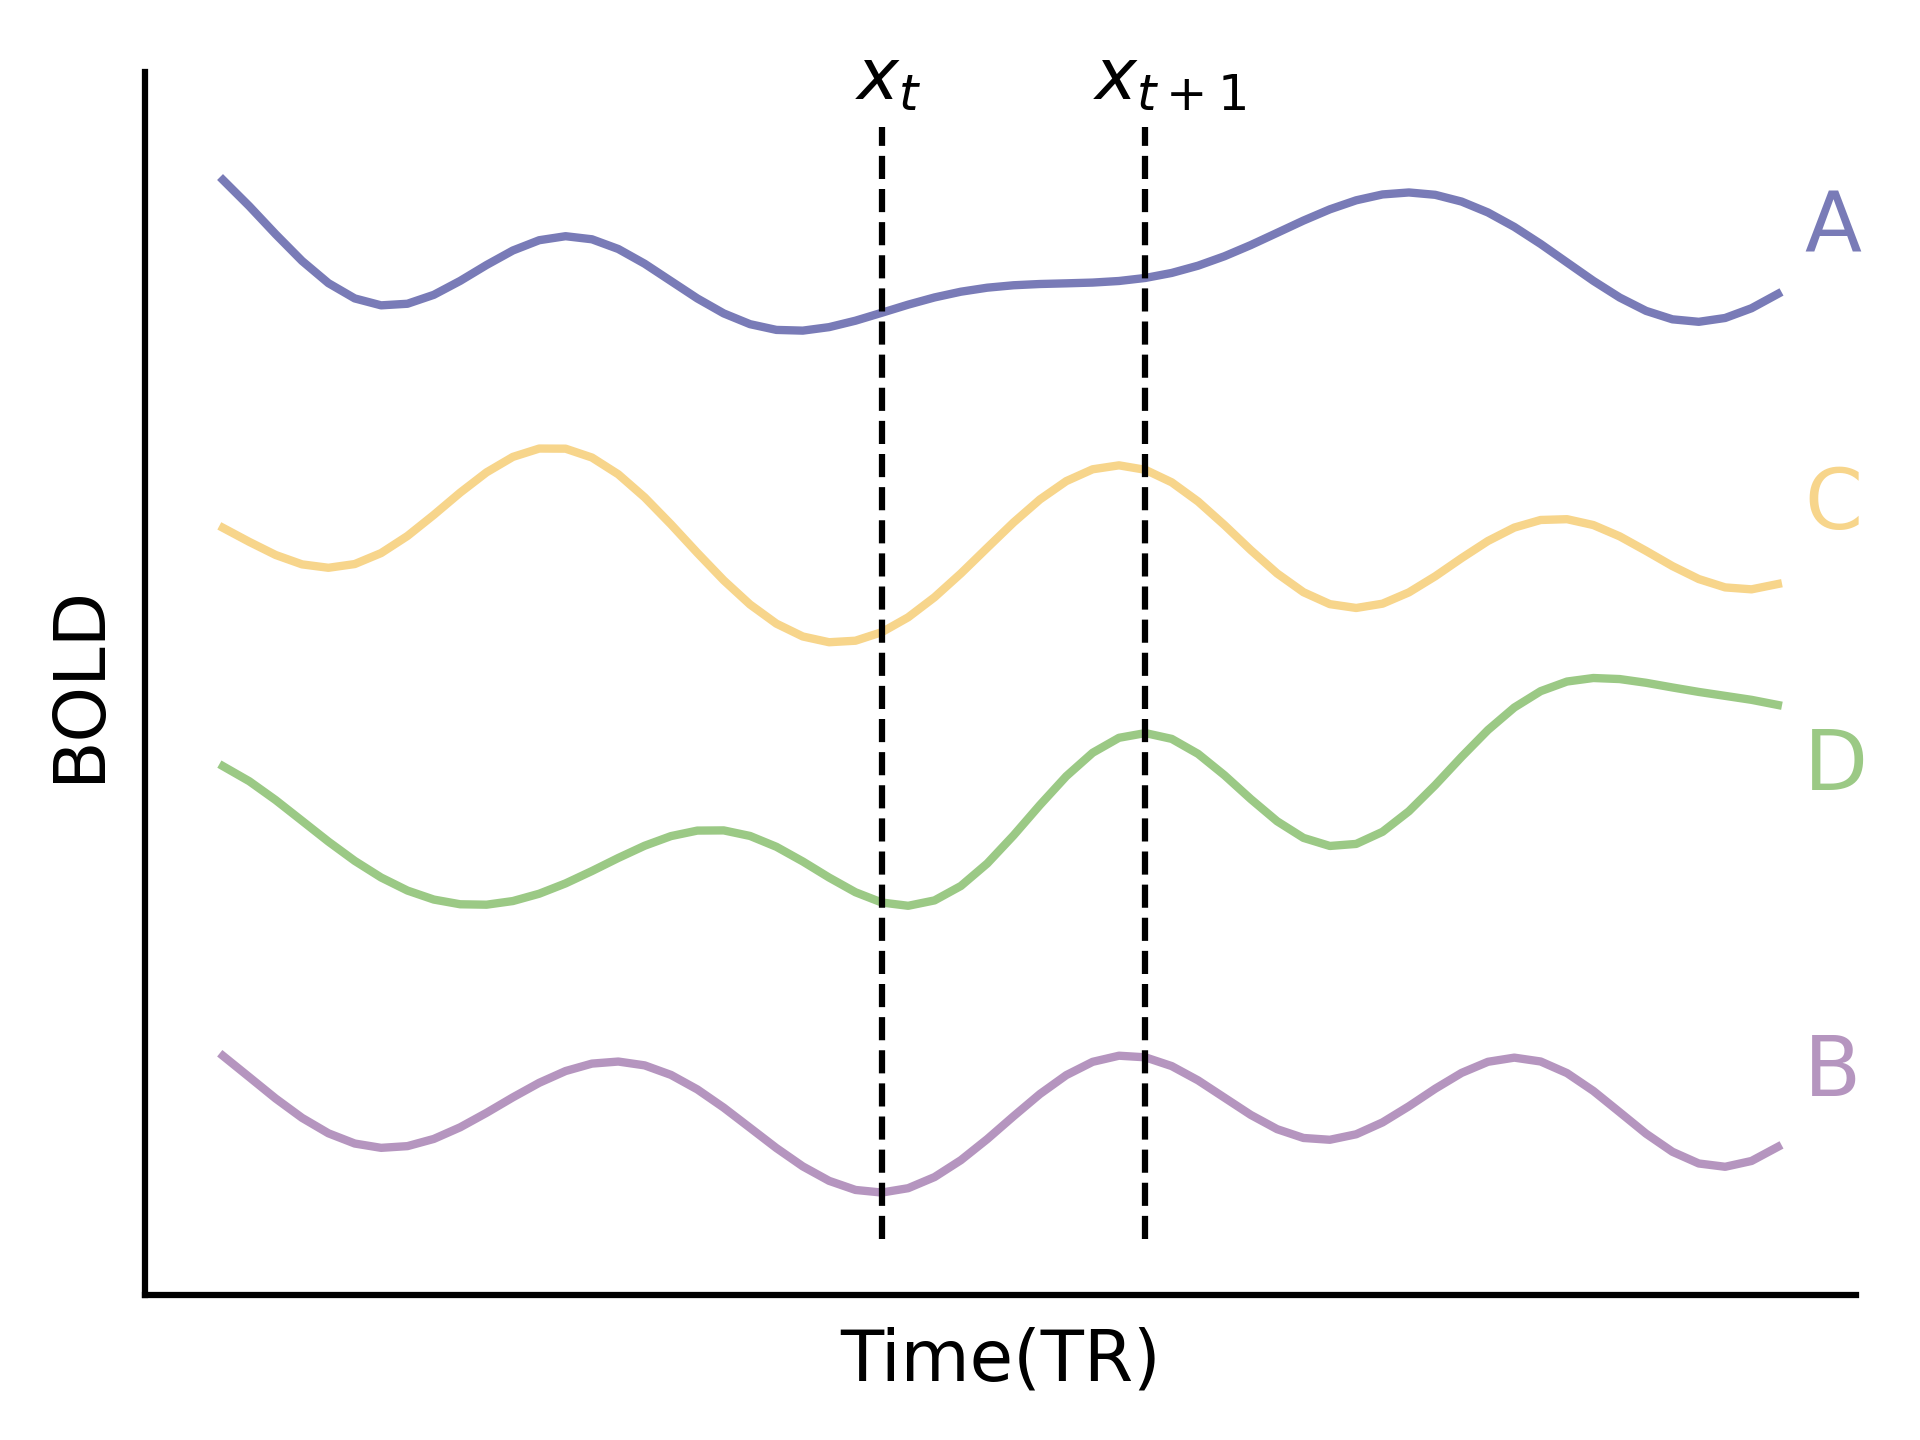 x_t
x_{t+1}
A
C
BOLD
D
B
Time(TR)